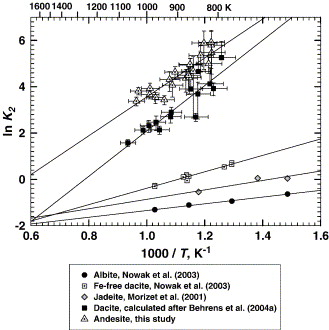 1600 1400 1200 1100 1000 900 800 K
ln K2
6
4
2
0
-2
0.6 0.8 1.0 1.2 1.4 1.6
1000 / T, K-1
Albite, Nowak et al. (2003)
Fe-free dacite, Nowak et al. (2003)
Jadeite, Morizet et al. (2001)
Dacite, calculated after Behrens et al. (2004a)
Andesite, this study